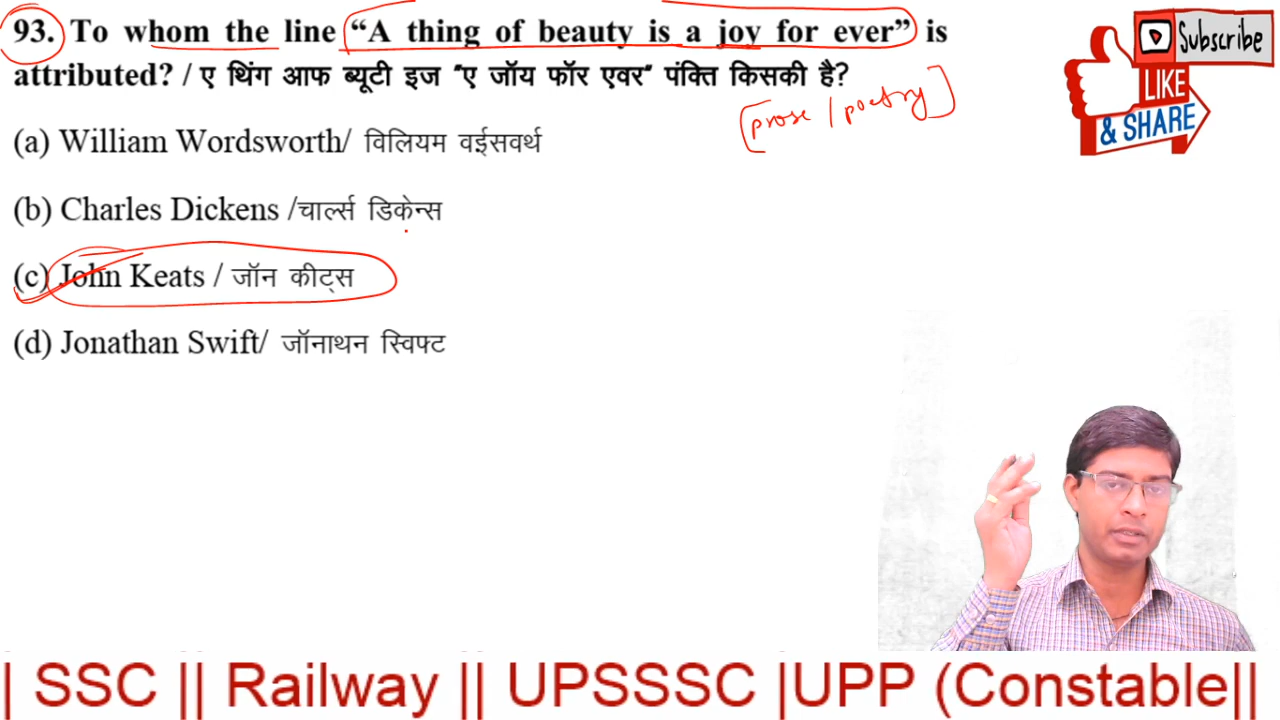 93. To whom the line “A thing of beauty is a joy for ever” is
attributed? / ए थिंग आफ ब्यूटी इज "ए जॉय फॉर एवर" पंक्ति किसकी है?
[prose / poetry]
(a) William Wordsworth/ विलियम वर्ईसवर्थ
(b) Charles Dickens /चार्ल्स डिकेन्स
(c) John Keats / जॉन कीट्स
(d) Jonathan Swift/ जॉनाथन स्विफ्ट
Subscribe
LIKE
& SHARE
| SSC || Railway || UPSSSC |UPP (Constable||